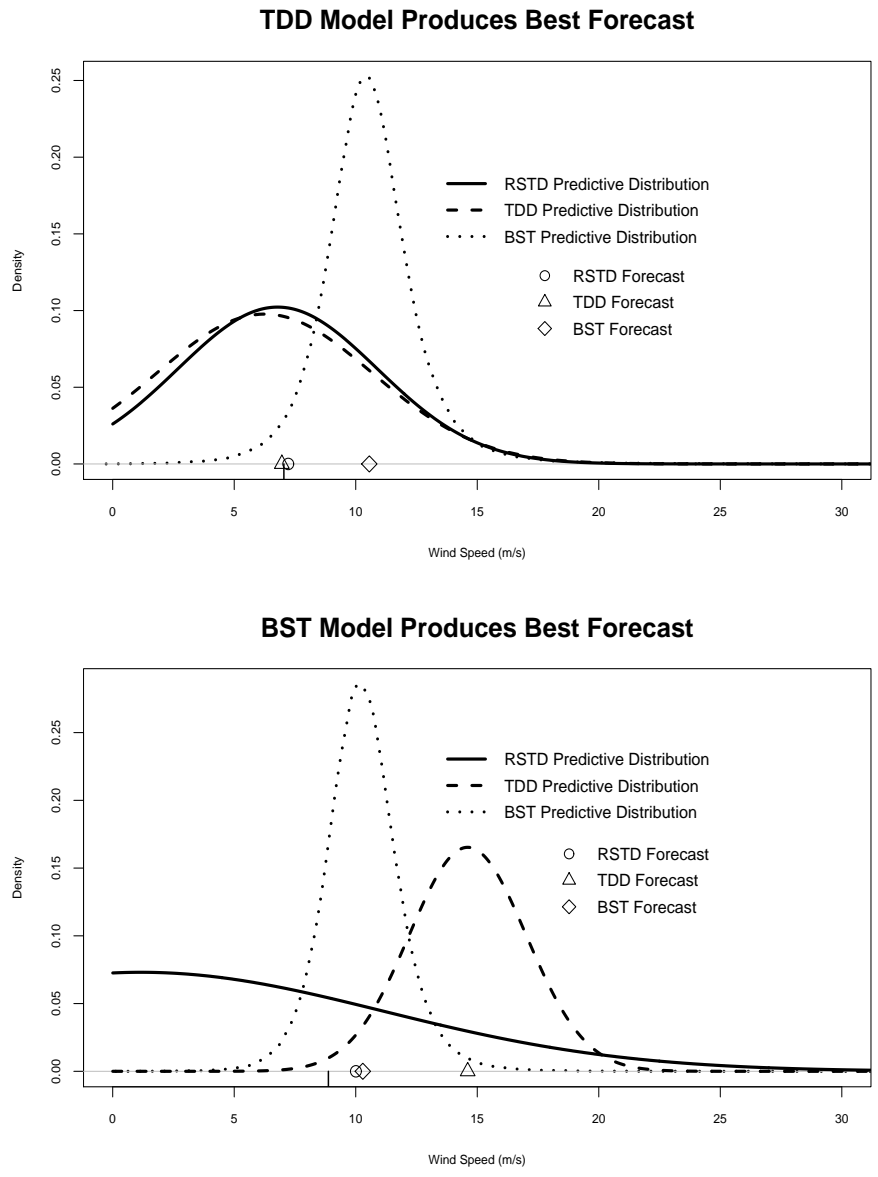 TDD Model Produces Best Forecast
0.25
0.20
0.15
0.10
0.05
0.00
Density
RSTD Predictive Distribution
TDD Predictive Distribution
BST Predictive Distribution
RSTD Forecast
TDD Forecast
BST Forecast
0 5 10 15 20 25 30
Wind Speed (m/s)
BST Model Produces Best Forecast
0.25
0.20
0.15
0.10
0.05
0.00
Density
RSTD Predictive Distribution
TDD Predictive Distribution
BST Predictive Distribution
RSTD Forecast
TDD Forecast
BST Forecast
0 5 10 15 20 25 30
Wind Speed (m/s)